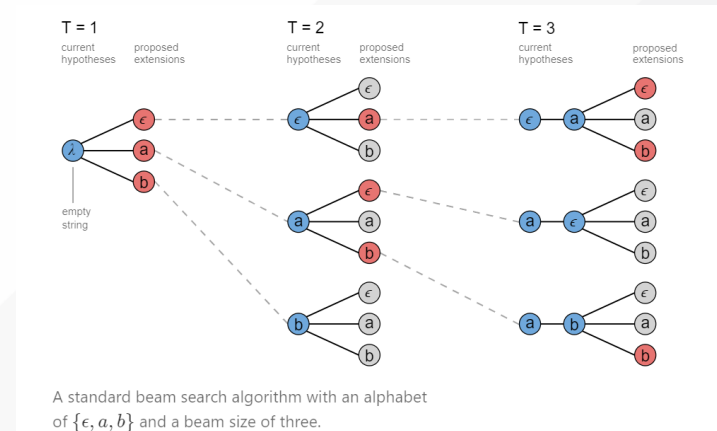 T = 1
T = 2
T = 3
current hypotheses
proposed extensions
current hypotheses
proposed extensions
current hypotheses
proposed extensions
λ
ϵ
a
b
empty string
ϵ
ϵ
a
b
a
ϵ
a
b
b
ϵ
a
b
ϵ
a
ϵ
a
b
a
ϵ
ϵ
a
b
a
b
ϵ
a
b
A standard beam search algorithm with an alphabet
of {ϵ, a, b} and a beam size of three.